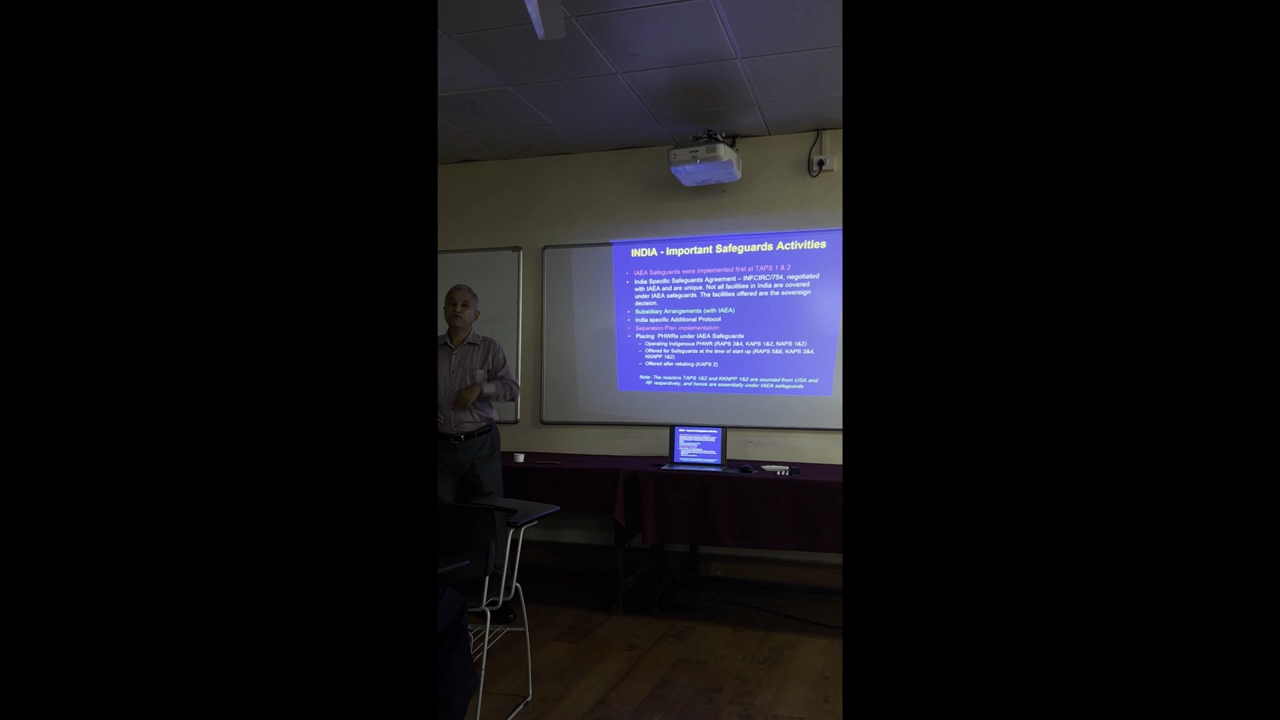 INDIA - Important Safeguards Activities
• IAEA Safeguards were implemented first at TAPS 1 & 2
• India Specific Safeguards Agreement – INFCIRC/754, negotiated
with IAEA and are unique. Not all facilities in India are covered
under IAEA safeguards. The facilities offered are the sovereign
decision.
• Subsidiary Arrangements (with IAEA)
• India specific Additional Protocol
• Separation Plan implementation
• Placing PHWRs under IAEA Safeguards
– Operating Indigenous PHWR (RAPS 3&4, KAPS 1&2, NAPS 1&2)
– Offered for Safeguards at the time of start up (RAPS 5&6, KAPS 3&4,
KKNPP 1&2)
– Offered after retubing (KAPS 2)
Note: The reactors TAPS 1&2 and KKNPP 1&2 are sourced from USA and
RF respectively, and hence are essentially under IAEA safeguards